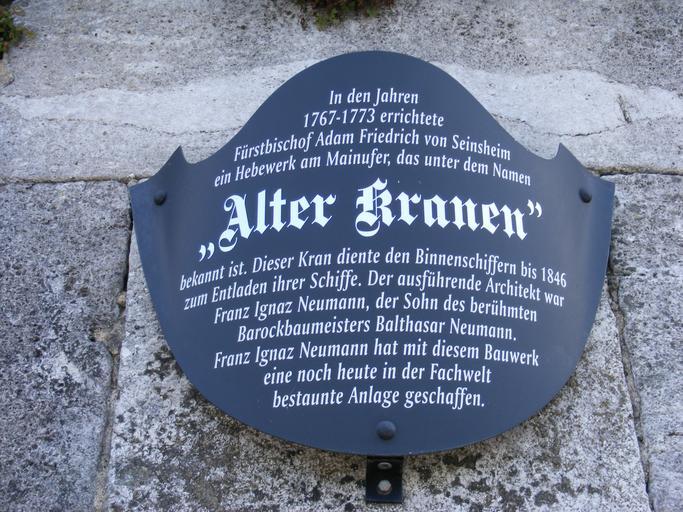 In den Jahren
1767-1773 errichtete
Fürstbischof Adam Friedrich von Seinsheim
ein Hebewerk am Mainufer, das unter dem Namen
„Alter Kranen”
bekannt ist. Dieser Kran diente den Binnenschiffern bis 1846
zum Entladen ihrer Schiffe. Der ausführende Architekt war
Franz Ignaz Neumann, der Sohn des berühmten
Barockbaumeisters Balthasar Neumann.
Franz Ignaz Neumann hat mit diesem Bauwerk
eine noch heute in der Fachwelt
bestaunte Anlage geschaffen.